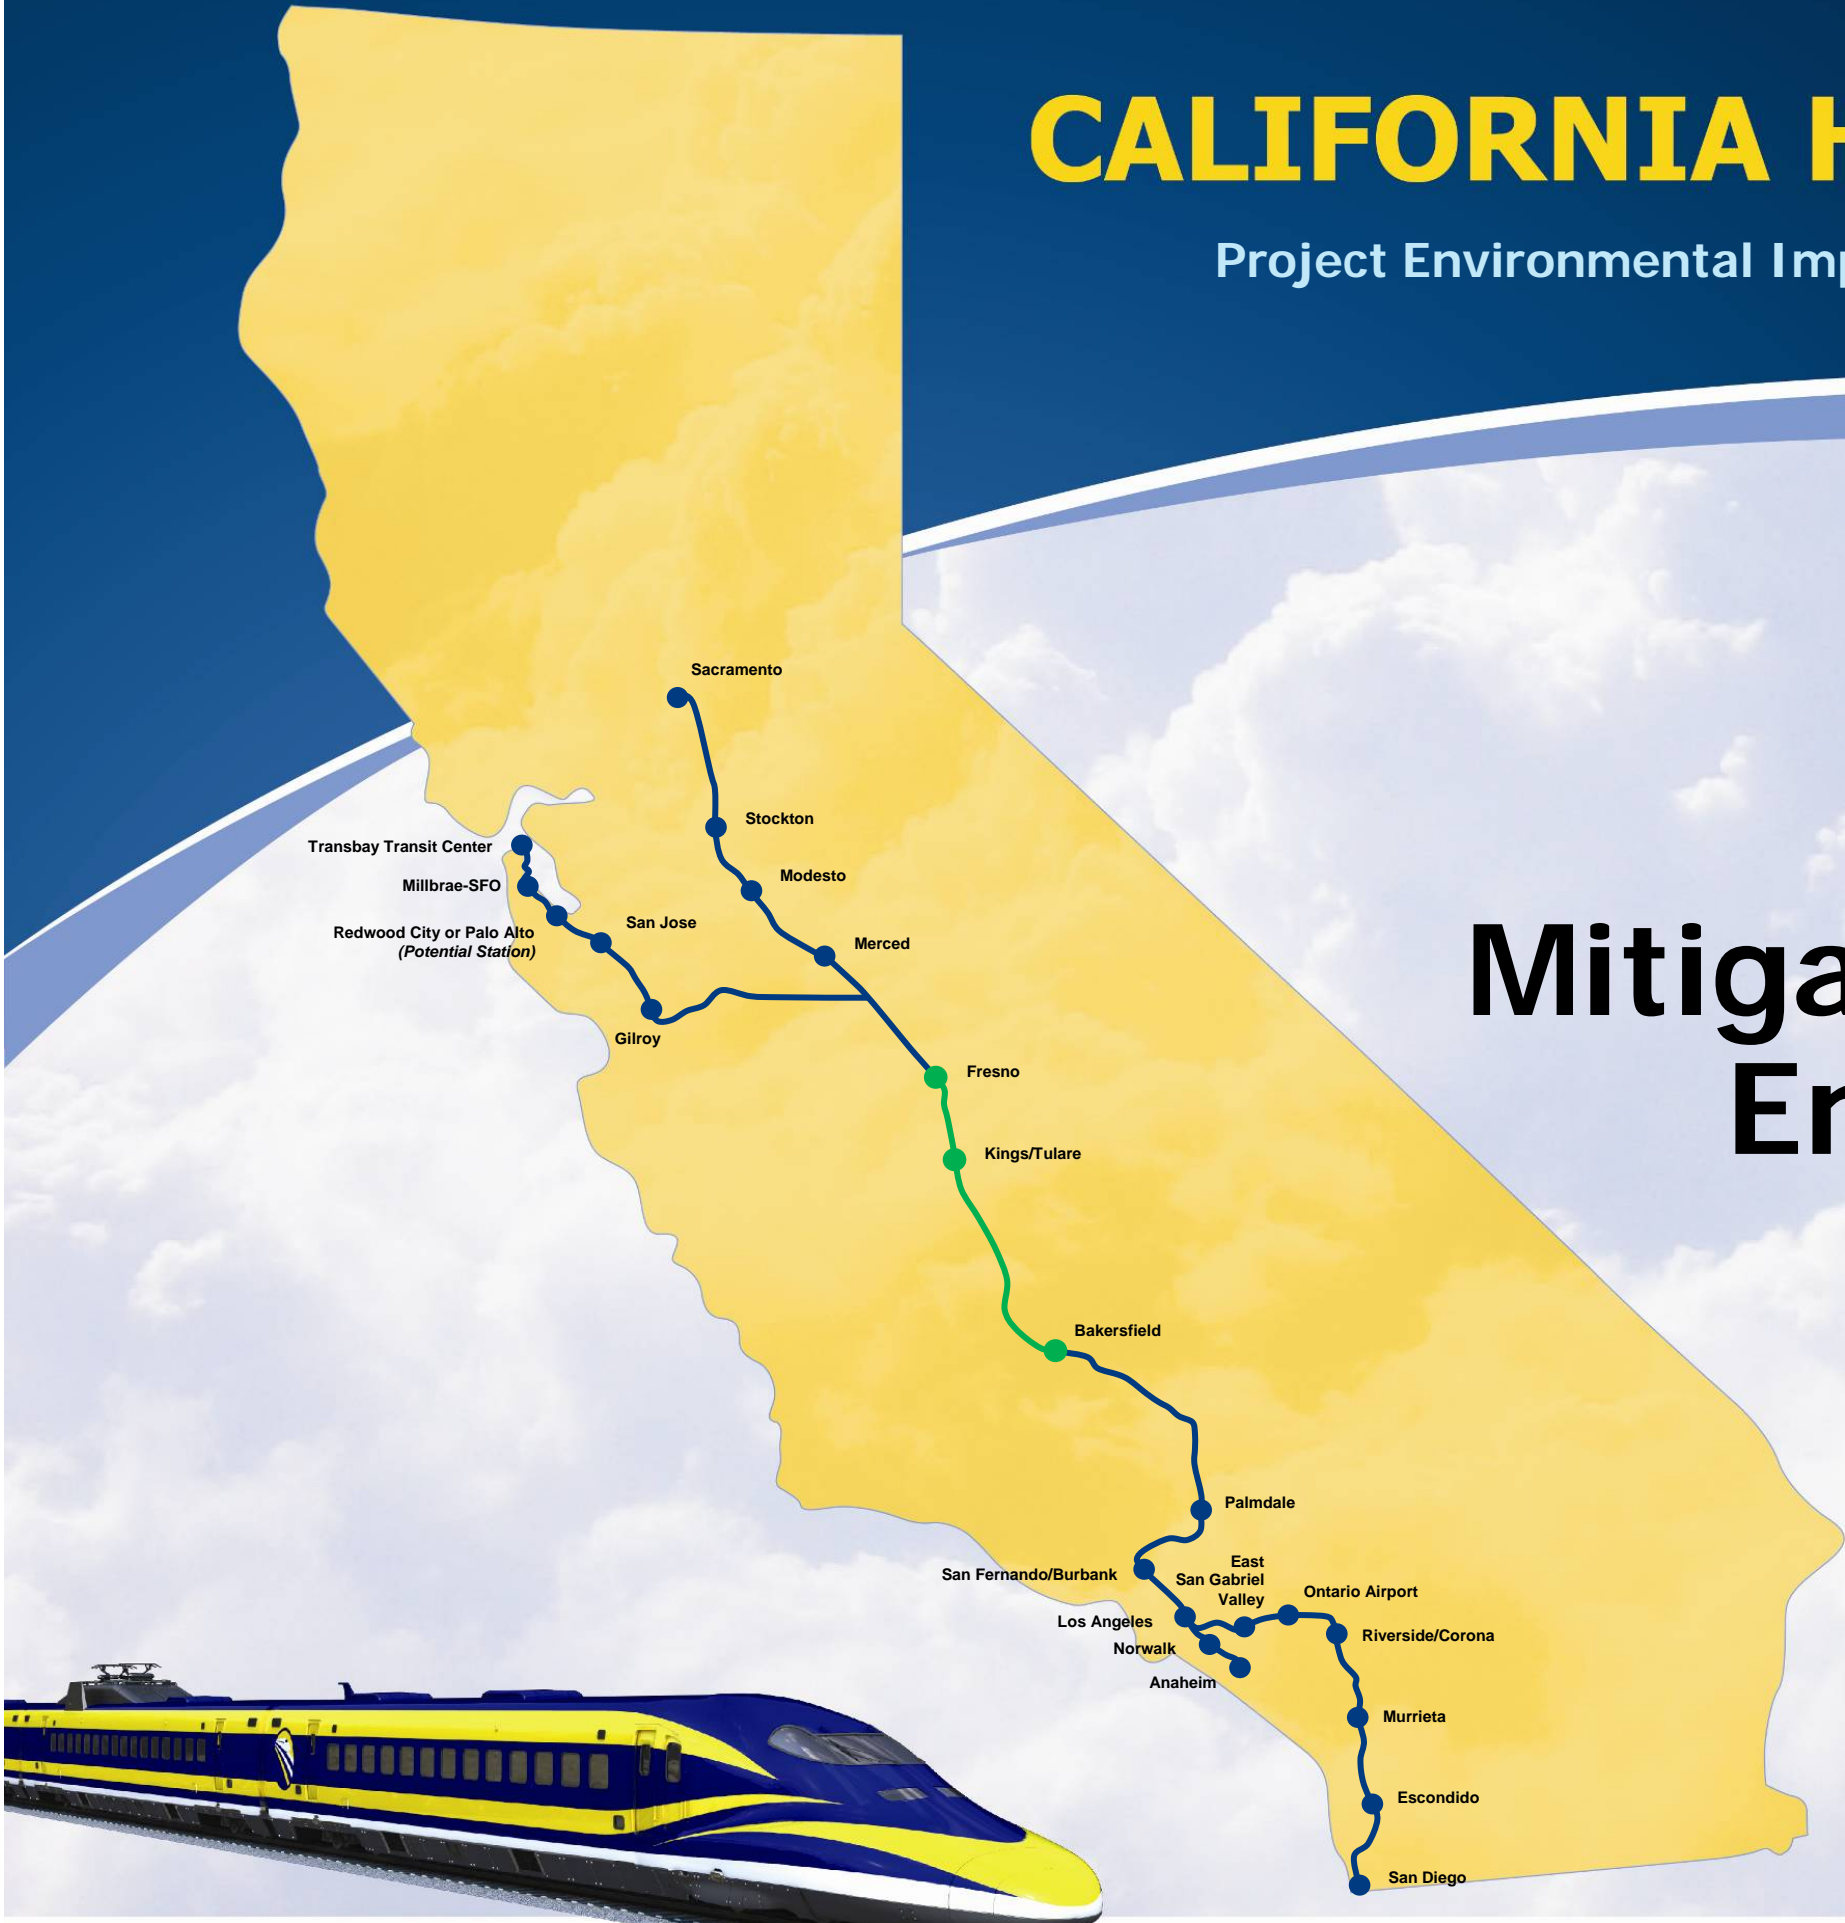 CALIFORNIA H
Project Environmental Imp
Sacramento
Stockton
Transbay Transit Center
Modesto
Millbrae-SFO
San Jose
Redwood City or Palo Alto
(Potential Station)
Merced
Mitiga
En
Gilroy
Fresno
Kings/Tulare
Bakersfield
Palmdale
San Fernando/Burbank
East
San Gabriel
Valley
Ontario Airport
Los Angeles
Riverside/Corona
Norwalk
Anaheim
Murrieta
Escondido
San Diego